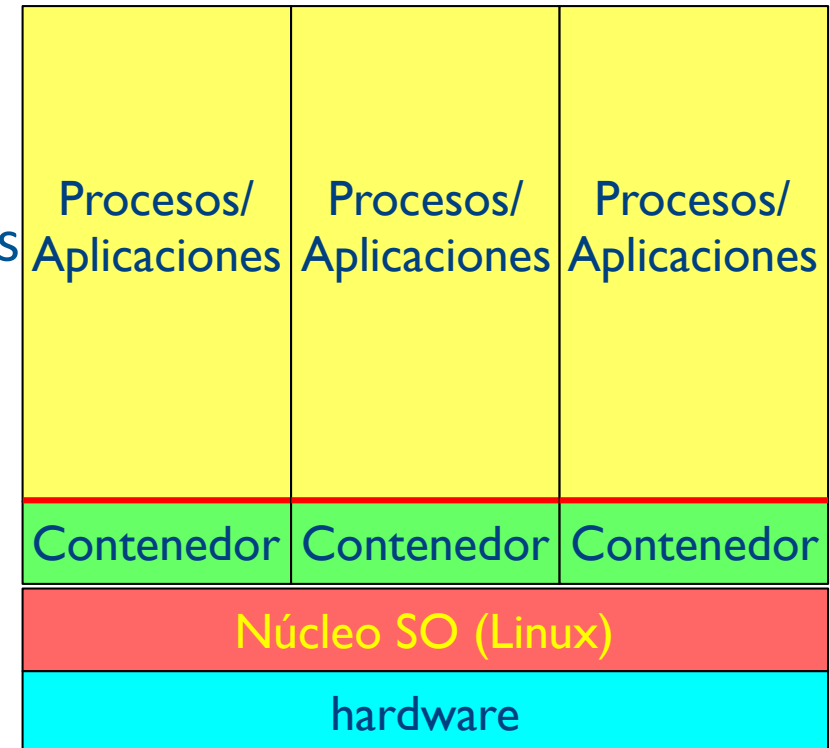 Procesos/
Aplicaciones
Procesos/
Aplicaciones
Procesos/
Aplicaciones
s
Contenedor
Contenedor
Contenedor
Núcleo SO (Linux)
hardware